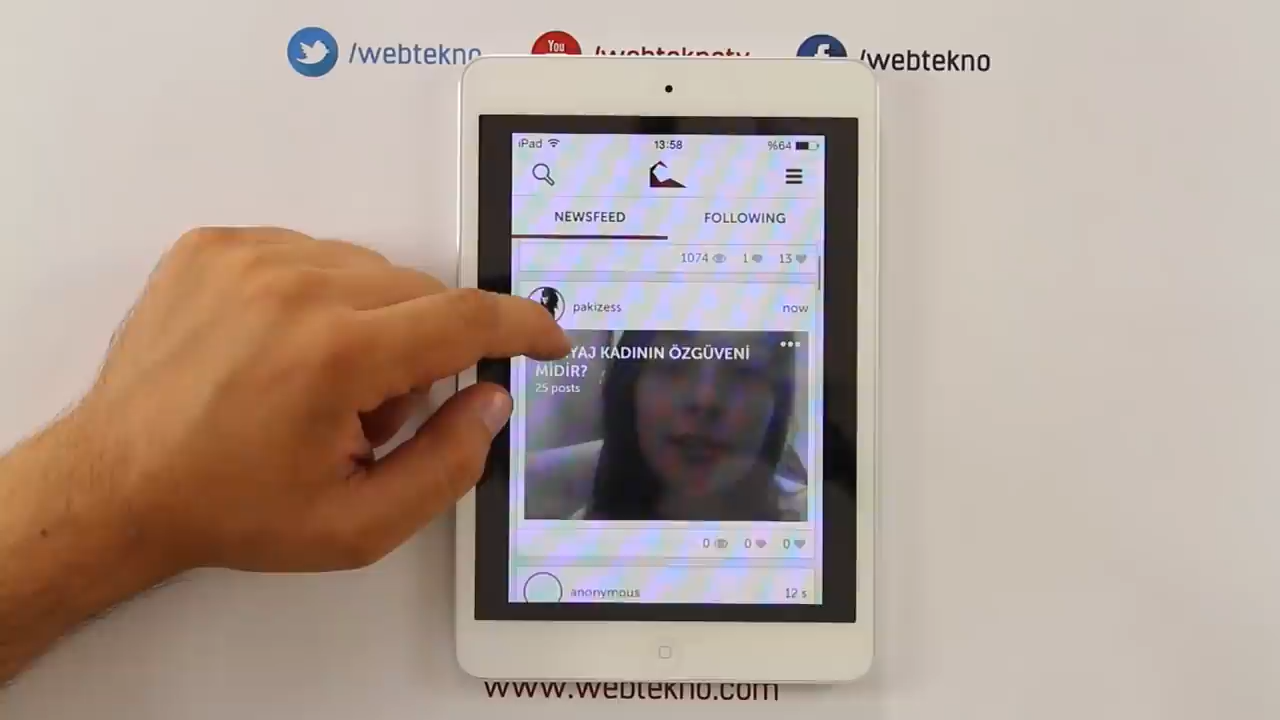 /webtekno
You
/webteknotv
/webtekno
iPad
13:58
%64
NEWSFEED
FOLLOWING
1074
1
13
pakizess
now
KADININ ÖZGÜVENİ
MİDİR?
25 posts
0
0
0
anonymous
12 s
www.webtekno.com